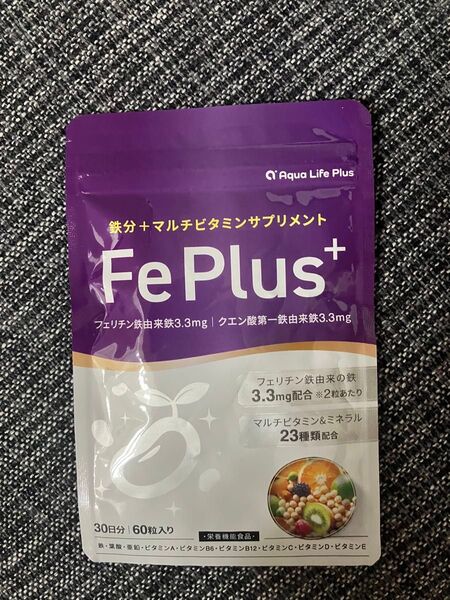 Aqua Life Plus
鉄分+マルチビタミンサプリメント
Fe Plus+
フェリチン鉄由来鉄3.3mg|クエン酸第一鉄由来鉄3.3mg
フェリチン鉄由来の鉄
3.3mg配合 ※2粒あたり
マルチビタミン&ミネラル
23種類配合
30日分|60粒入り
・栄養機能食品・
鉄・葉酸・亜鉛・ビタミンA・ビタミンB6・ビタミンB12・ビタミンC・ビタミンD・ビタミンE